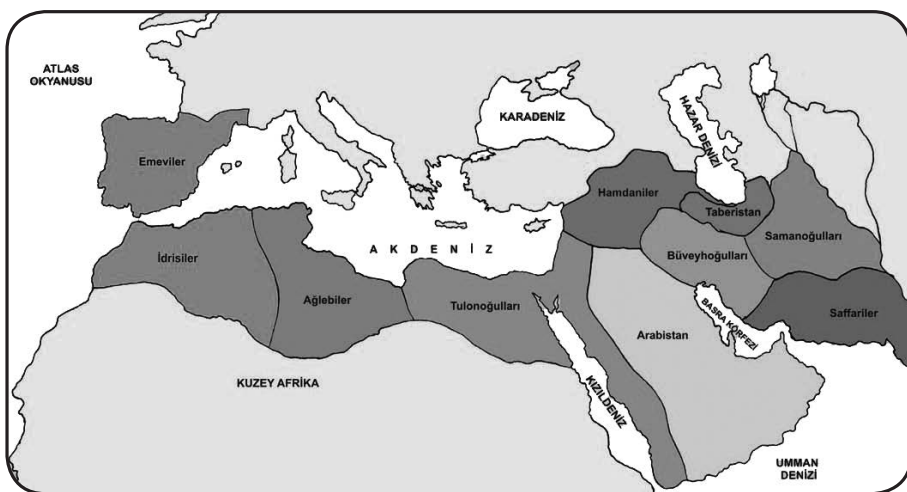 ATLAS
OKYANUSU
KARADENİZ
HAZAR DENİZİ
Emeviler
Hamdaniler
Taberistan
Samanoğulları
AKDENİZ
Büveyhoğulları
İdrisiler
Ağlebiler
Tulonoğulları
Saffariler
BASRA KÖRFEZİ
Arabistan
KUZEY AFRİKA
KIZILDENİZ
UMMAN
DENİZİ